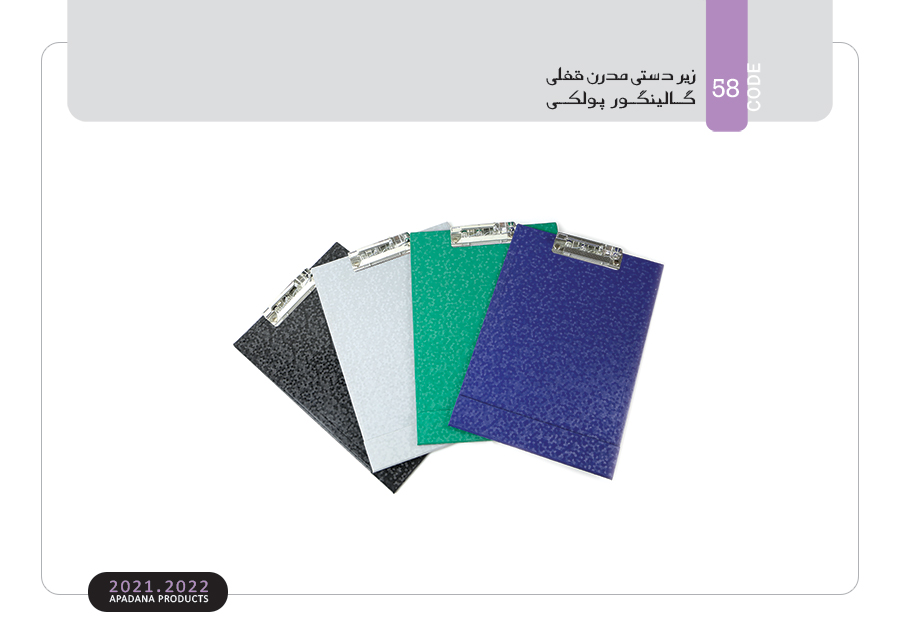 زیر دستی مدرن قفلی
گالینگور پولکی
58
CODE
2021.2022
APADANA PRODUCTS